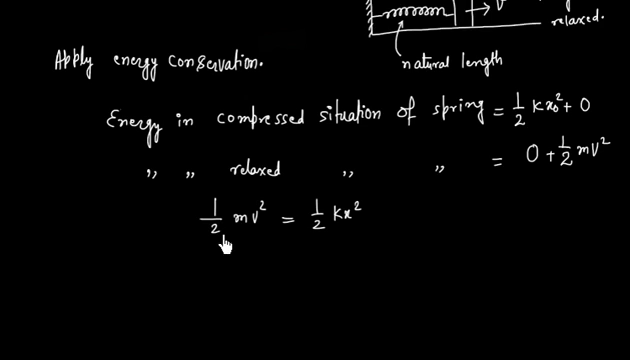 V
relaxed.
natural length
Apply energy conservation.
Energy in compressed situation of spring = 1/2 kx₀² + 0
,, ,, relaxed ,, ,, = 0 + 1/2 mv²
1/2 mv² = 1/2 kx²